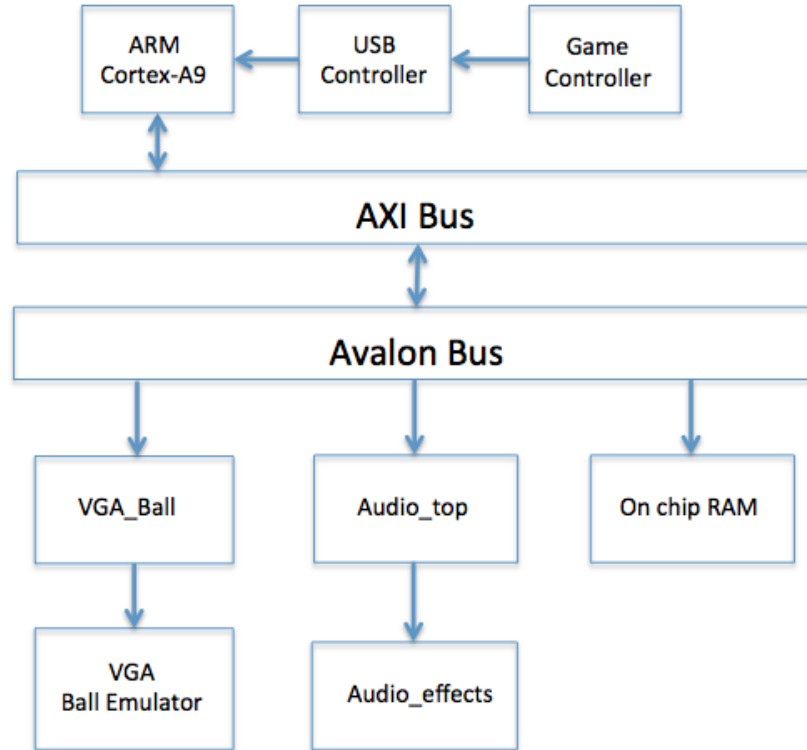 ARM
Cortex-A9
USB
Controller
Game
Controller
AXI Bus
Avalon Bus
VGA_Ball
Audio_top
On chip RAM
VGA
Ball Emulator
Audio_effects